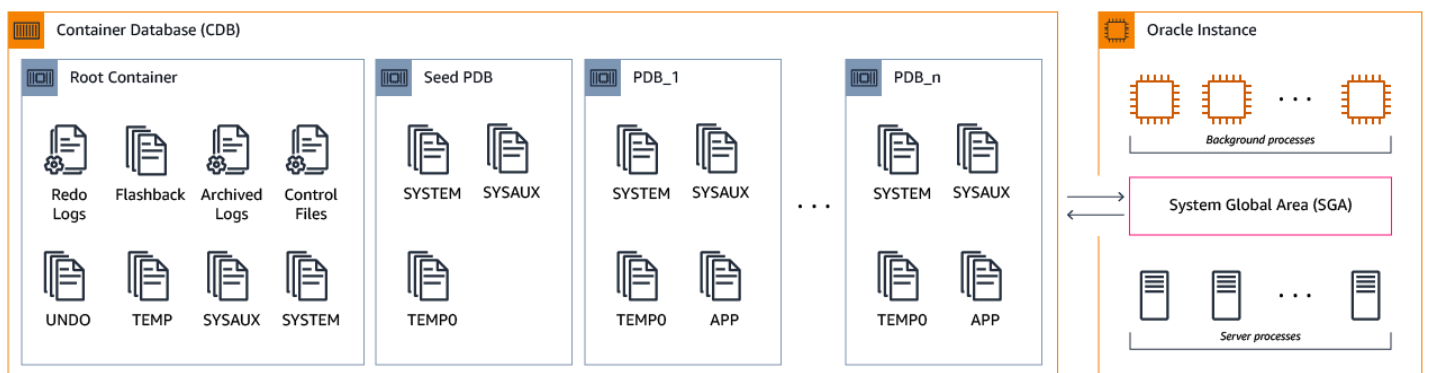 Container Database (CDB)
Root Container
Redo
Logs
Flashback
Archived
Logs
Control
Files
UNDO
TEMP
SYSAUX
SYSTEM
Seed PDB
SYSTEM
SYSAUX
TEMP0
PDB_1
SYSTEM
SYSAUX
TEMP0
APP
. . .
PDB_n
SYSTEM
SYSAUX
TEMP0
APP
Oracle Instance
. . .
Background processes
System Global Area (SGA)
. . .
Server processes